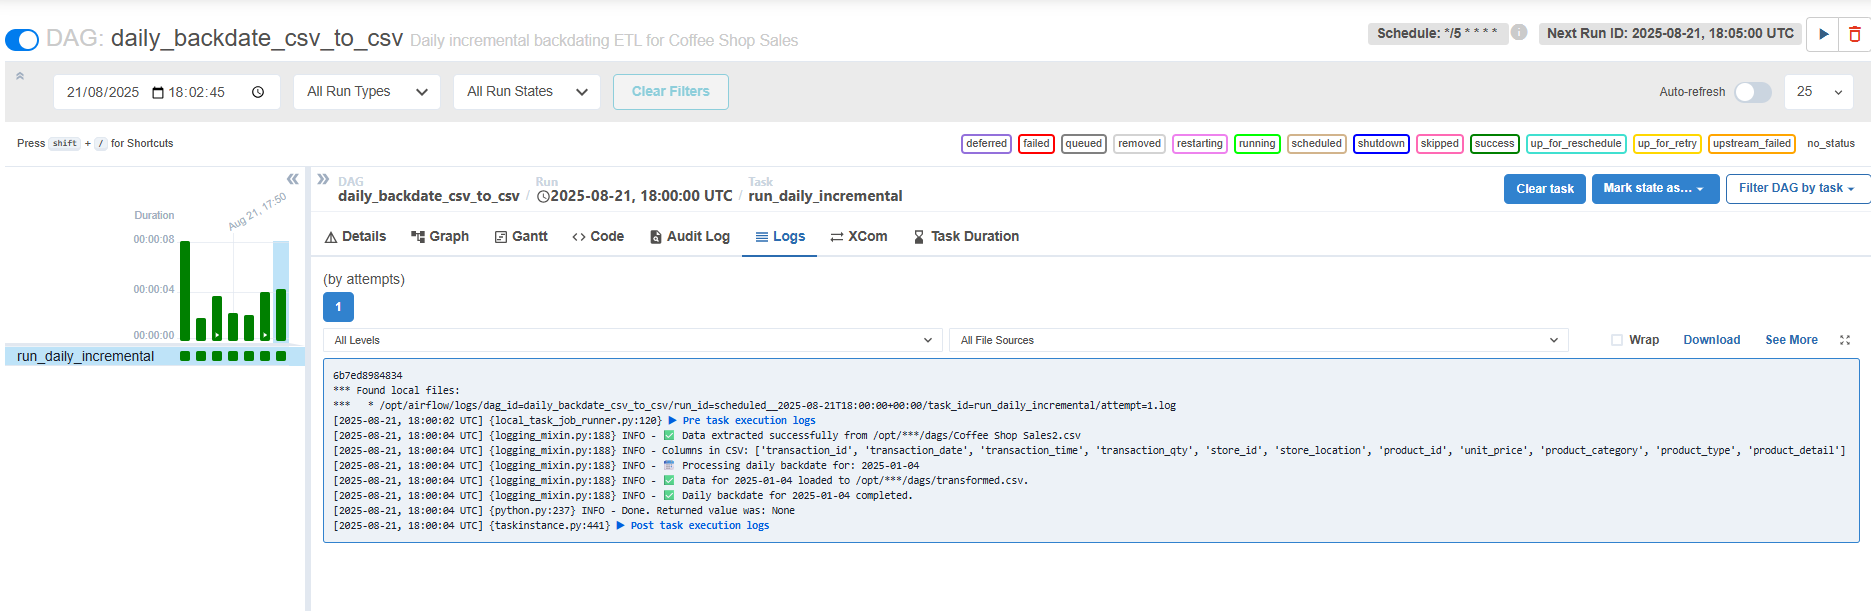 DAG: daily_backdate_csv_to_csv Daily incremental backdating ETL for Coffee Shop Sales
Schedule: */5 * * * * Next Run ID: 2025-08-21, 18:05:00 UTC
21/08/2025 18:02:45 All Run Types All Run States Clear Filters Auto-refresh 25
Press shift + / for Shortcuts
deferred failed queued removed restarting running scheduled shutdown skipped success up_for_reschedule up_for_retry upstream_failed no_status
Duration
Aug 21, 17:50
00:00:08
00:00:04
00:00:00
run_daily_incremental
DAG Run Task
daily_backdate_csv_to_csv / 2025-08-21, 18:00:00 UTC / run_daily_incremental
Clear task Mark state as... Filter DAG by task
Details Graph Gantt <> Code Audit Log Logs XCom Task Duration
(by attempts)
1
All Levels All File Sources Wrap Download See More
6b7ed8984834
*** Found local files:
***   * /opt/airflow/logs/dag_id=daily_backdate_csv_to_csv/run_id=scheduled__2025-08-21T18:00:00+00:00/task_id=run_daily_incremental/attempt=1.log
[2025-08-21, 18:00:02 UTC] {local_task_job_runner.py:120} ▶ Pre task execution logs
[2025-08-21, 18:00:04 UTC] {logging_mixin.py:188} INFO - ✅ Data extracted successfully from /opt/***/dags/Coffee Shop Sales2.csv
[2025-08-21, 18:00:04 UTC] {logging_mixin.py:188} INFO - Columns in CSV: ['transaction_id', 'transaction_date', 'transaction_time', 'transaction_qty', 'store_id', 'store_location', 'product_id', 'unit_price', 'product_category', 'product_type', 'product_detail']
[2025-08-21, 18:00:04 UTC] {logging_mixin.py:188} INFO - 📅 Processing daily backdate for: 2025-01-04
[2025-08-21, 18:00:04 UTC] {logging_mixin.py:188} INFO - ✅ Data for 2025-01-04 loaded to /opt/***/dags/transformed.csv.
[2025-08-21, 18:00:04 UTC] {logging_mixin.py:188} INFO - ✅ Daily backdate for 2025-01-04 completed.
[2025-08-21, 18:00:04 UTC] {python.py:237} INFO - Done. Returned value was: None
[2025-08-21, 18:00:04 UTC] {taskinstance.py:441} ▶ Post task execution logs